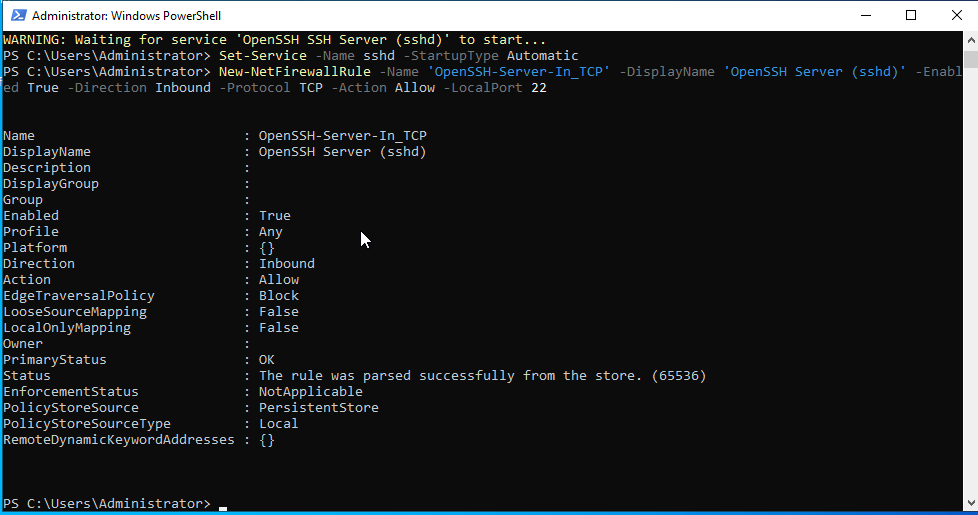 Administrator: Windows PowerShell
WARNING: Waiting for service 'OpenSSH SSH Server (sshd)' to start...
PS C:\Users\Administrator> Set-Service -Name sshd -StartupType Automatic
PS C:\Users\Administrator> New-NetFirewallRule -Name 'OpenSSH-Server-In_TCP' -DisplayName 'OpenSSH Server (sshd)' -Enabl
ed True -Direction Inbound -Protocol TCP -Action Allow -LocalPort 22
Name                          : OpenSSH-Server-In_TCP
DisplayName                   : OpenSSH Server (sshd)
Description                   :
DisplayGroup                  :
Group                         :
Enabled                       : True
Profile                       : Any
Platform                      : {}
Direction                     : Inbound
Action                        : Allow
EdgeTraversalPolicy           : Block
LooseSourceMapping            : False
LocalOnlyMapping              : False
Owner                         :
PrimaryStatus                 : OK
Status                        : The rule was parsed successfully from the store. (65536)
EnforcementStatus             : NotApplicable
PolicyStoreSource             : PersistentStore
PolicyStoreSourceType         : Local
RemoteDynamicKeywordAddresses : {}
PS C:\Users\Administrator>